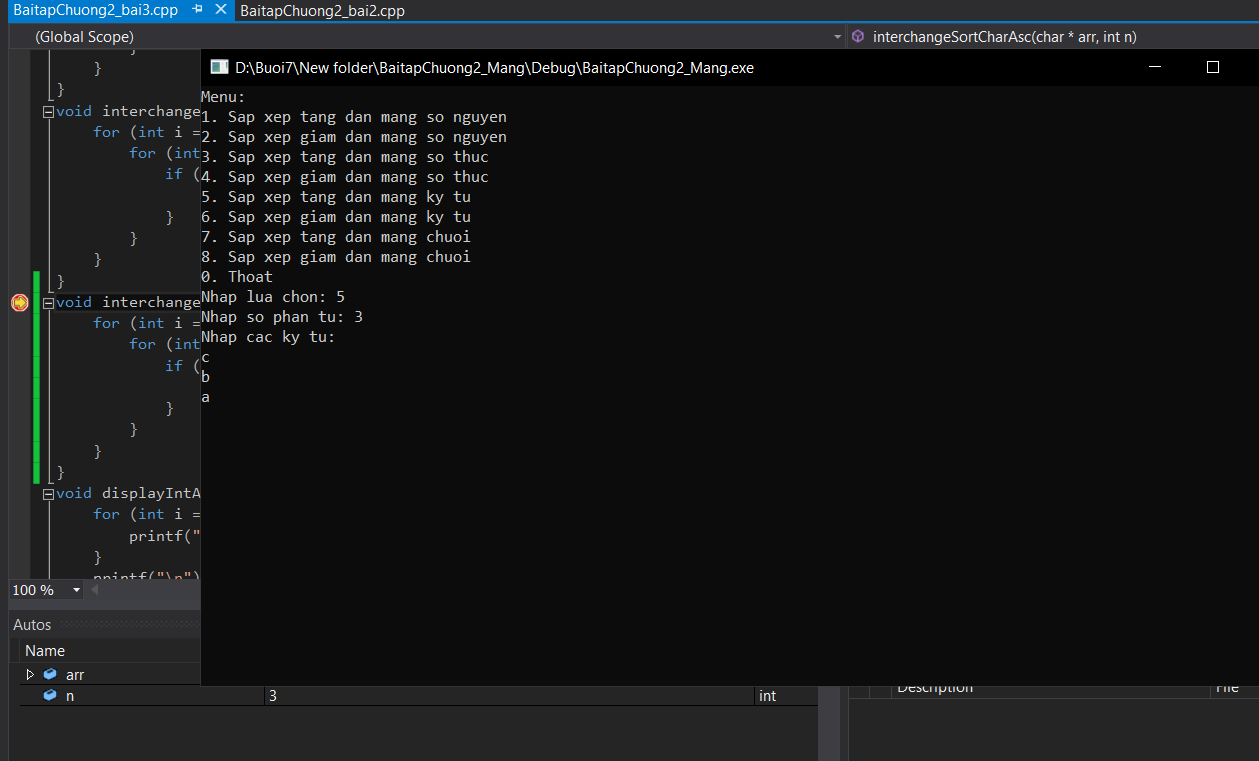 BaitapChuong2_bai3.cpp
BaitapChuong2_bai2.cpp
(Global Scope)
interchangeSortCharAsc(char * arr, int n)
D:\Buoi7\New folder\BaitapChuong2_Mang\Debug\BaitapChuong2_Mang.exe
}
}
}
void interchange
for (int i =
for (int
if (
}
}
}
}
void interchange
for (int i =
for (int
if (
}
}
}
}
void displayIntA
for (int i =
printf("
}
printf("\n")
Menu:
1. Sap xep tang dan mang so nguyen
2. Sap xep giam dan mang so nguyen
3. Sap xep tang dan mang so thuc
4. Sap xep giam dan mang so thuc
5. Sap xep tang dan mang ky tu
6. Sap xep giam dan mang ky tu
7. Sap xep tang dan mang chuoi
8. Sap xep giam dan mang chuoi
0. Thoat
Nhap lua chon: 5
Nhap so phan tu: 3
Nhap cac ky tu:
c
b
a
100 %
Autos
Name
arr
n 3 int
Description File